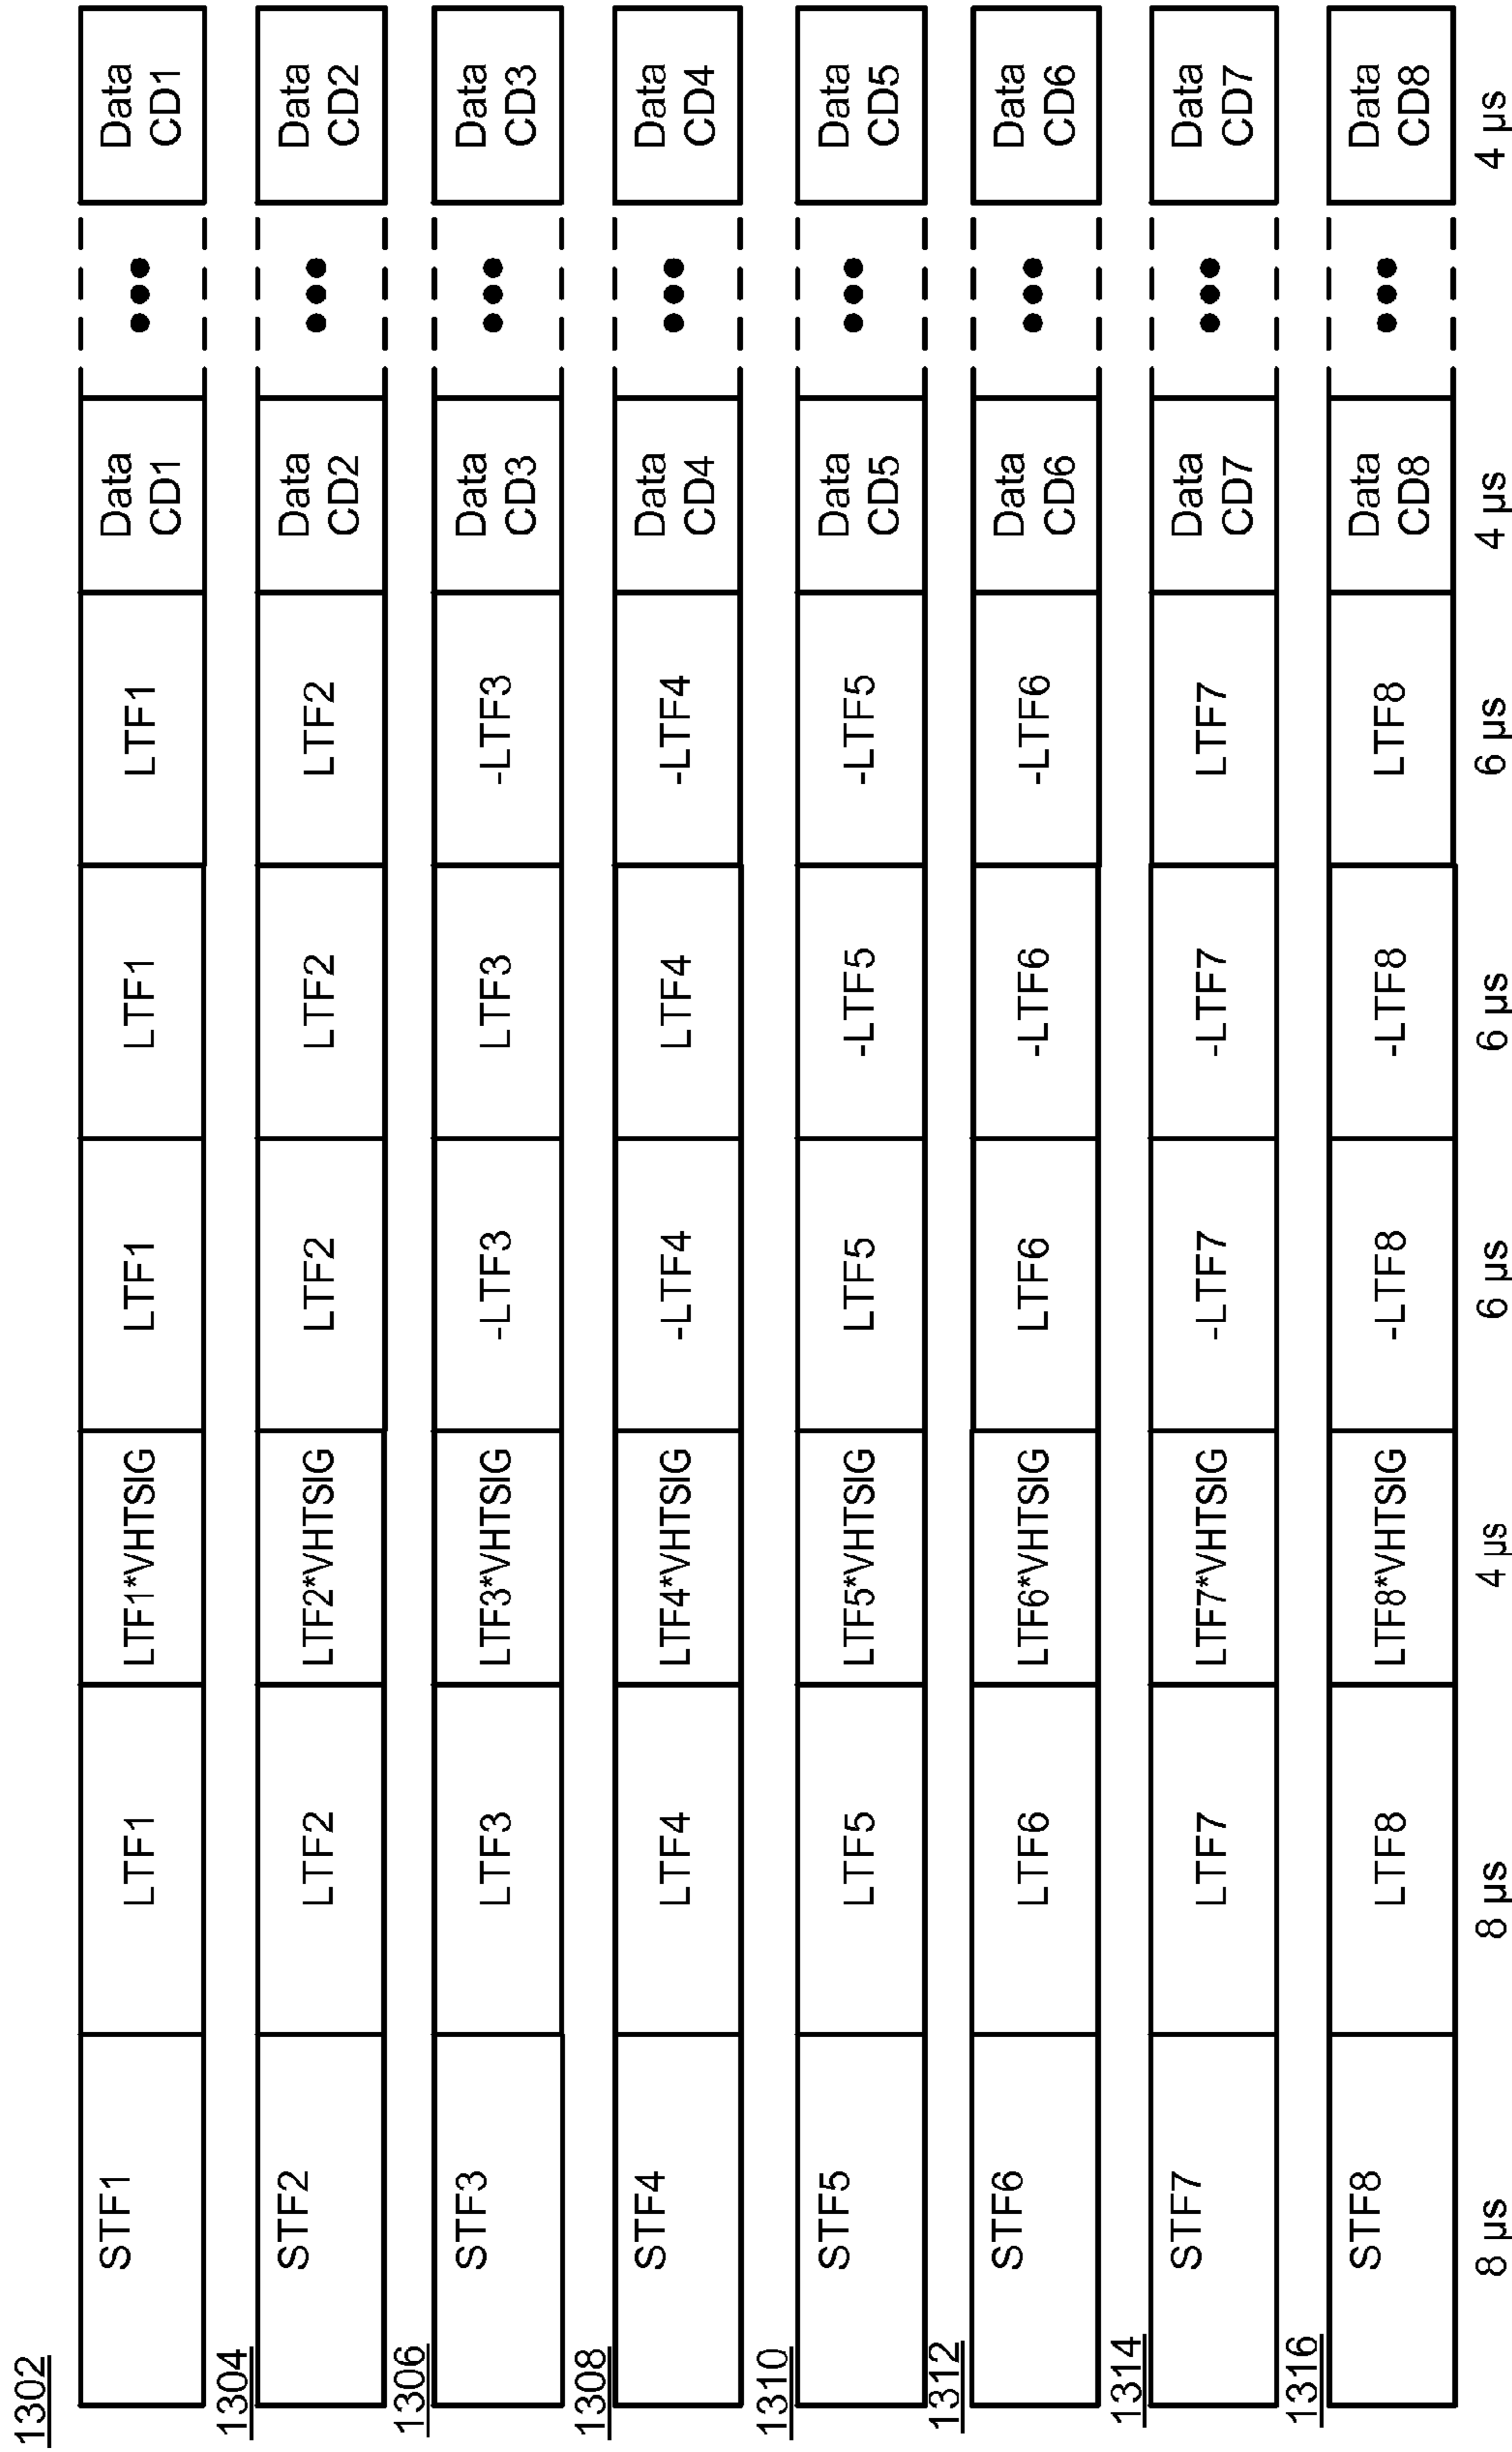 1302
STF1 LTF1 LTF1*VHTSIG LTF1 LTF1 LTF1 Data Data
CD1 CD1
1304
STF2 LTF2 LTF2*VHTSIG LTF2 LTF2 LTF2 Data Data
CD2 CD2
1306
STF3 LTF3 LTF3*VHTSIG -LTF3 LTF3 -LTF3 Data Data
CD3 CD3
1308
STF4 LTF4 LTF4*VHTSIG -LTF4 LTF4 -LTF4 Data Data
CD4 CD4
1310
STF5 LTF5 LTF5*VHTSIG LTF5 -LTF5 -LTF5 Data Data
CD5 CD5
1312
STF6 LTF6 LTF6*VHTSIG LTF6 -LTF6 -LTF6 Data Data
CD6 CD6
1314
STF7 LTF7 LTF7*VHTSIG -LTF7 -LTF7 LTF7 Data Data
CD7 CD7
1316
STF8 LTF8 LTF8*VHTSIG -LTF8 -LTF8 LTF8 Data Data
CD8 CD8
8 µs 8 µs 4 µs 6 µs 6 µs 6 µs 4 µs 4 µs